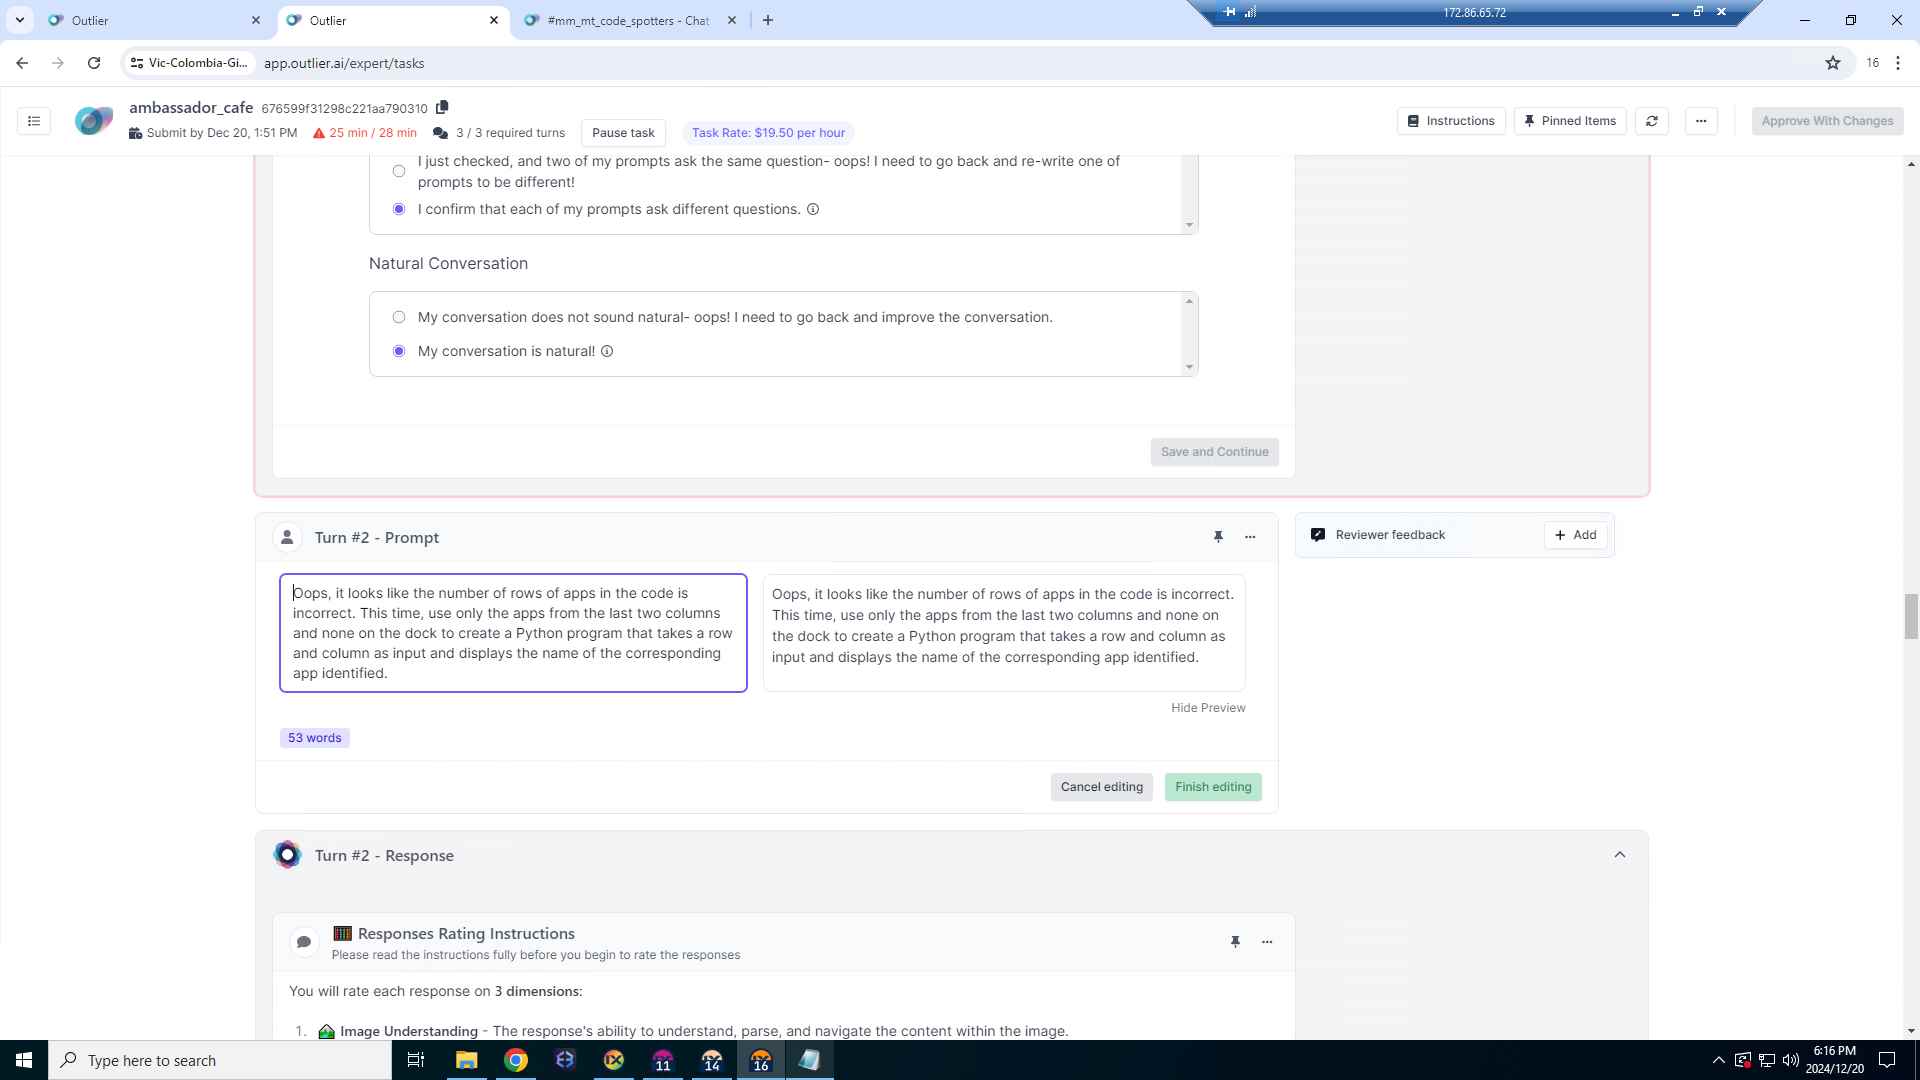 Outlier
Outlier
#mm_mt_code_spotters - Chat
172.86.65.72
Vic-Colombia-Gi...
app.outlier.ai/expert/tasks
16
ambassador_cafe 676599f31298c221aa790310
Submit by Dec 20, 1:51 PM
25 min / 28 min
3 / 3 required turns
Pause task
Task Rate: $19.50 per hour
Instructions
Pinned Items
Approve With Changes
I just checked, and two of my prompts ask the same question- oops! I need to go back and re-write one of
prompts to be different!
I confirm that each of my prompts ask different questions.
Natural Conversation
My conversation does not sound natural- oops! I need to go back and improve the conversation.
My conversation is natural!
Save and Continue
Turn #2 - Prompt
Reviewer feedback
Add
Oops, it looks like the number of rows of apps in the code is
incorrect. This time, use only the apps from the last two columns
and none on the dock to create a Python program that takes a row
and column as input and displays the name of the corresponding
app identified.
Oops, it looks like the number of rows of apps in the code is incorrect.
This time, use only the apps from the last two columns and none on
the dock to create a Python program that takes a row and column as
input and displays the name of the corresponding app identified.
Hide Preview
53 words
Cancel editing
Finish editing
Turn #2 - Response
Responses Rating Instructions
Please read the instructions fully before you begin to rate the responses
You will rate each response on 3 dimensions:
1. Image Understanding - The response's ability to understand, parse, and navigate the content within the image.
Type here to search
11
14
16
6:16 PM
2024/12/20